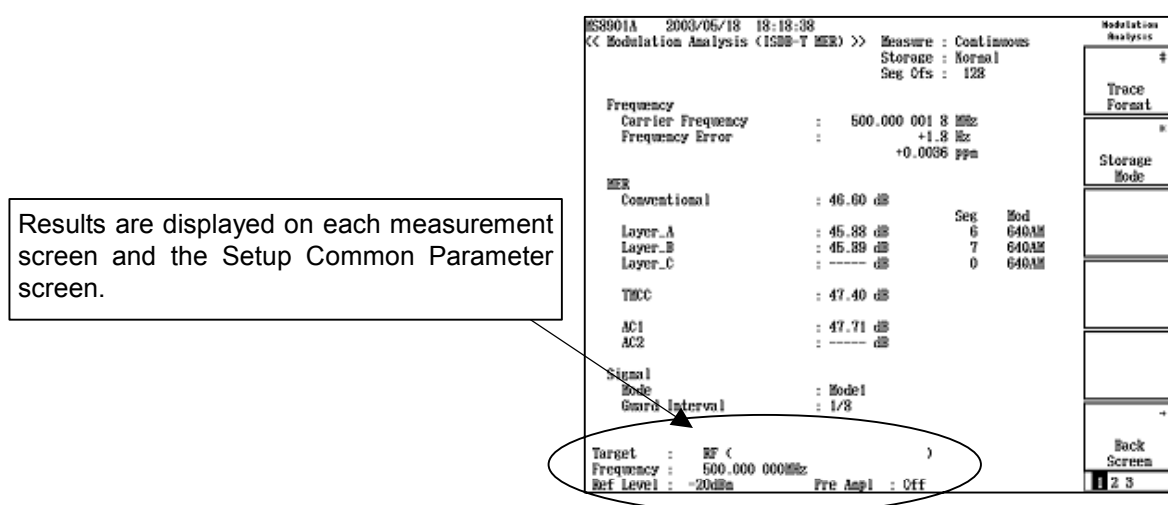 Results are displayed on each measurement
screen and the Setup Common Parameter
screen.
MS8901A 2003/05/18 18:18:38
<< Modulation Analysis (ISDB-T MER) >> Measure : Continuous
Storage : Normal
Seg Ofs : 128
Frequency
Carrier Frequency : 500.000 001 8 MHz
Frequency Error : +1.8 Hz
+0.0036 ppm
MER
Conventional : 46.60 dB
Seg Mod
Layer_A : 45.88 dB 6 64QAM
Layer_B : 45.89 dB 7 64QAM
Layer_C : ----- dB 0 64QAM
TMCC : 47.40 dB
AC1 : 47.71 dB
AC2 : ----- dB
Signal
Mode : Mode1
Guard Interval : 1/8
Target : RF ( )
Frequency : 500.000 000MHz
Ref Level : -20dBm Pre Ampl : Off
Modulation
Analysis
#
Trace
Format
*
Storage
Mode
→
Back
Screen
1 2 3